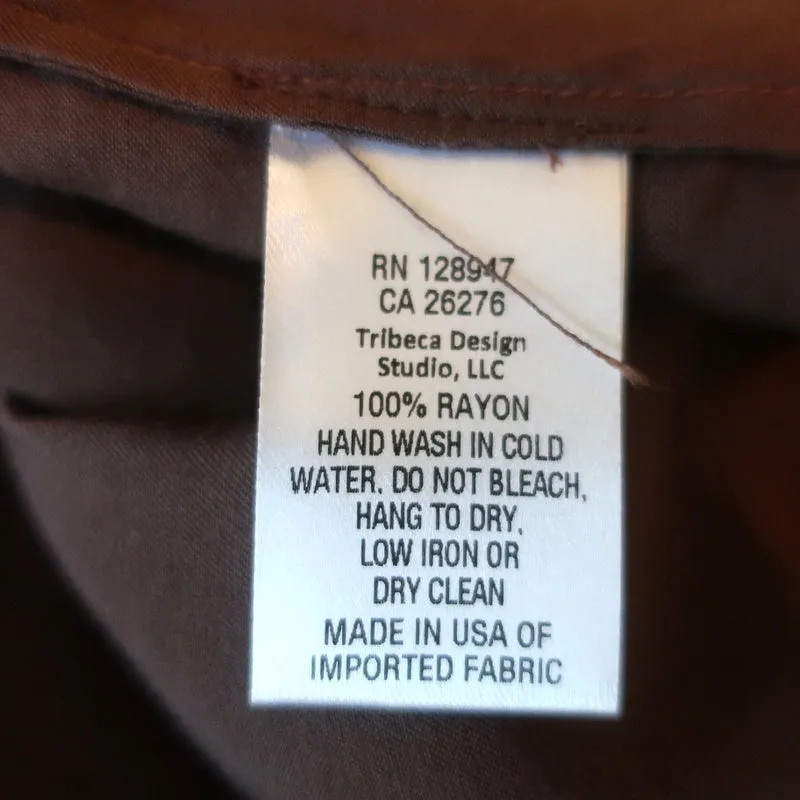 RN 128947
CA 26276
Tribeca Design
Studio, LLC
100% RAYON
HAND WASH IN COLD
WATER. DO NOT BLEACH,
HANG TO DRY,
LOW IRON OR
DRY CLEAN
MADE IN USA OF
IMPORTED FABRIC